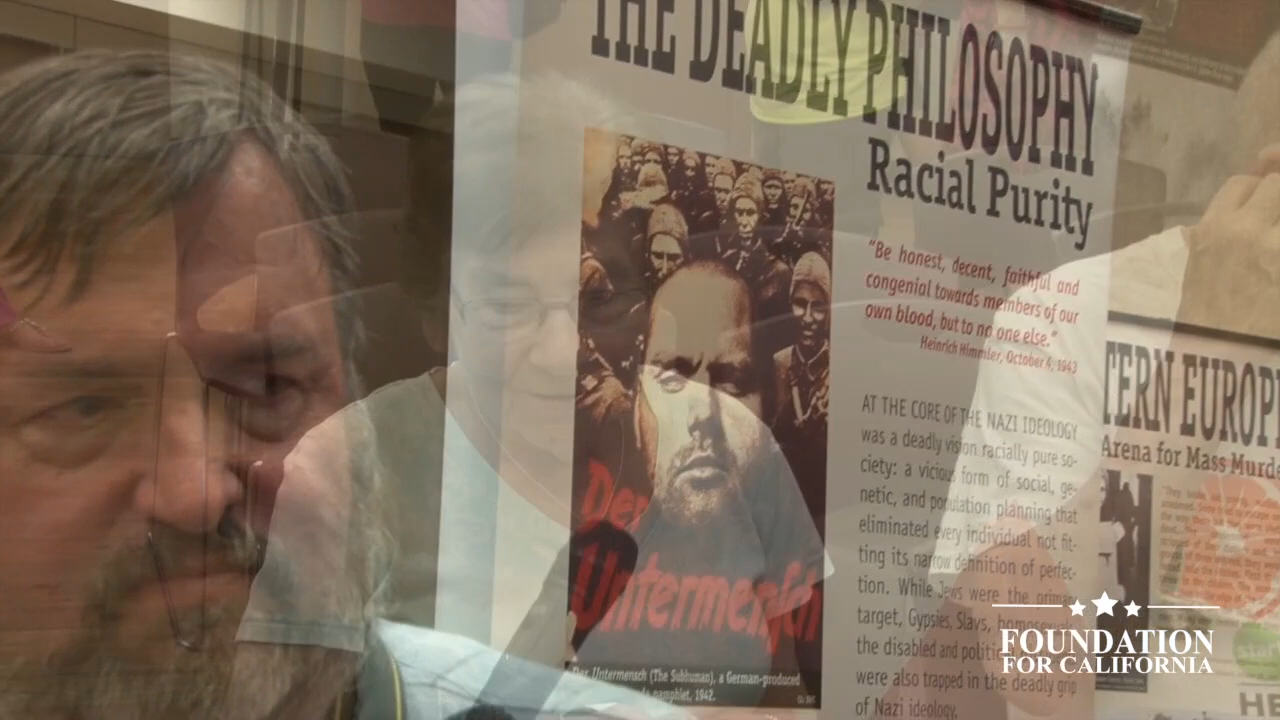 THE DEADLY PHILOSOPHY
Racial Purity
"Be honest, decent, faithful and
congenial towards members of our
own blood, but to no one else."
Heinrich Himmler, October 4, 1943
AT THE CORE OF THE NAZI IDEOLOGY
was a deadly vision racially pure so-
ciety: a vicious form of social, ge-
netic, and population planning that
eliminated every individual not fit-
ting its narrow definition of perfec-
tion. While Jews were the primary
target, Gypsies, Slavs, homosexuals,
the disabled and politic
were also trapped in the deadly grip
of Nazi ideology.
Der
Untermensch
Der Untermensch (The Subhuman), a German-produced
pamphlet, 1942.
TERN EUROP
Arena for Mass Murde
FOUNDATION
FOR CALIFORNIA
star
HE